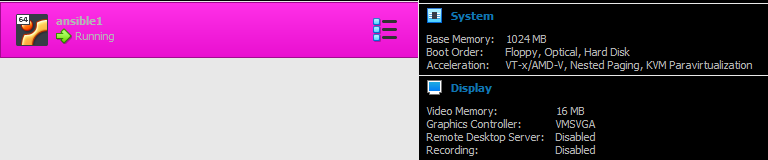 64
ansible1
Running
System
Base Memory: 1024 MB
Boot Order: Floppy, Optical, Hard Disk
Acceleration: VT-x/AMD-V, Nested Paging, KVM Paravirtualization
Display
Video Memory: 16 MB
Graphics Controller: VMSVGA
Remote Desktop Server: Disabled
Recording: Disabled